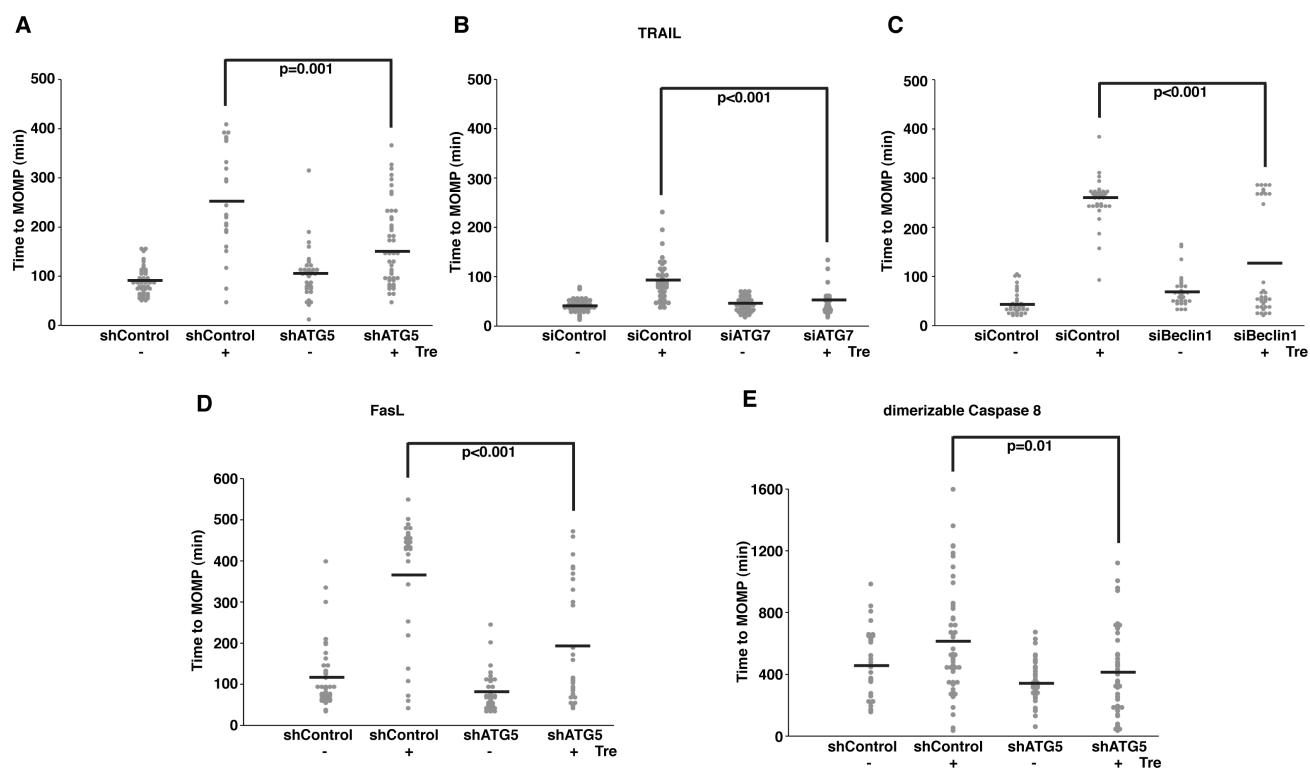 A
B
TRAIL
C
p=0.001
p<0.001
p<0.001
Time to MOMP (min)
500
400
300
200
100
0
shControl shControl shATG5 shATG5
- + - + Tre
Time to MOMP (min)
500
400
300
200
100
0
siControl siControl siATG7 siATG7
- + - + Tre
Time to MOMP (min)
500
400
300
200
100
0
siControl siControl siBeclin1 siBeclin1
- + - + Tre
D
FasL
E
dimerizable Caspase 8
p<0.001
p=0.01
Time to MOMP (min)
600
500
400
300
200
100
0
shControl shControl shATG5 shATG5
- + - + Tre
Time to MOMP (min)
1600
1200
800
400
0
shControl shControl shATG5 shATG5
- + - + Tre